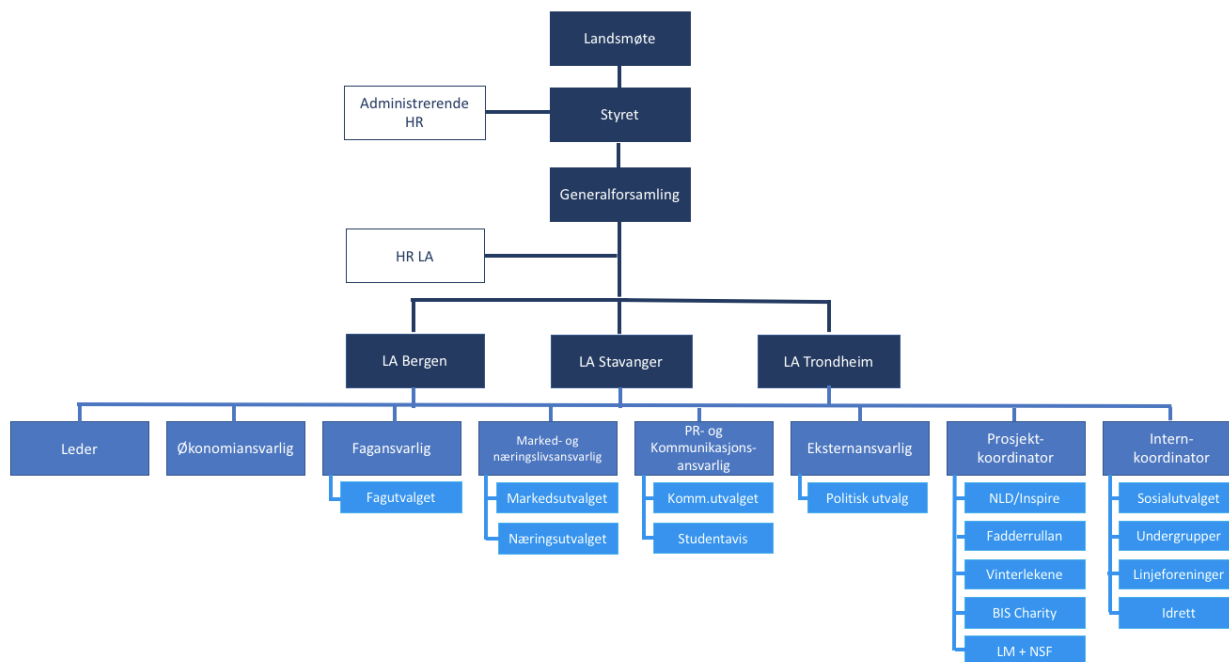 Landsmøte
Administrerende
HR
Styret
Generalforsamling
HR LA
LA Bergen
LA Stavanger
LA Trondheim
Leder
Økonomiansvarlig
Fagansvarlig
Marked- og
næringslivsansvarlig
PR- og
Kommunikasjons-
ansvarlig
Eksternansvarlig
Prosjekt-
koordinator
Intern-
koordinator
Fagutvalget
Markedsutvalget
Komm.utvalget
Politisk utvalg
NLD/Inspire
Sosialutvalget
Næringsutvalget
Studentavis
Fadderrullan
Undergrupper
Vinterlekene
Linjeforeninger
BIS Charity
Idrett
LM + NSF